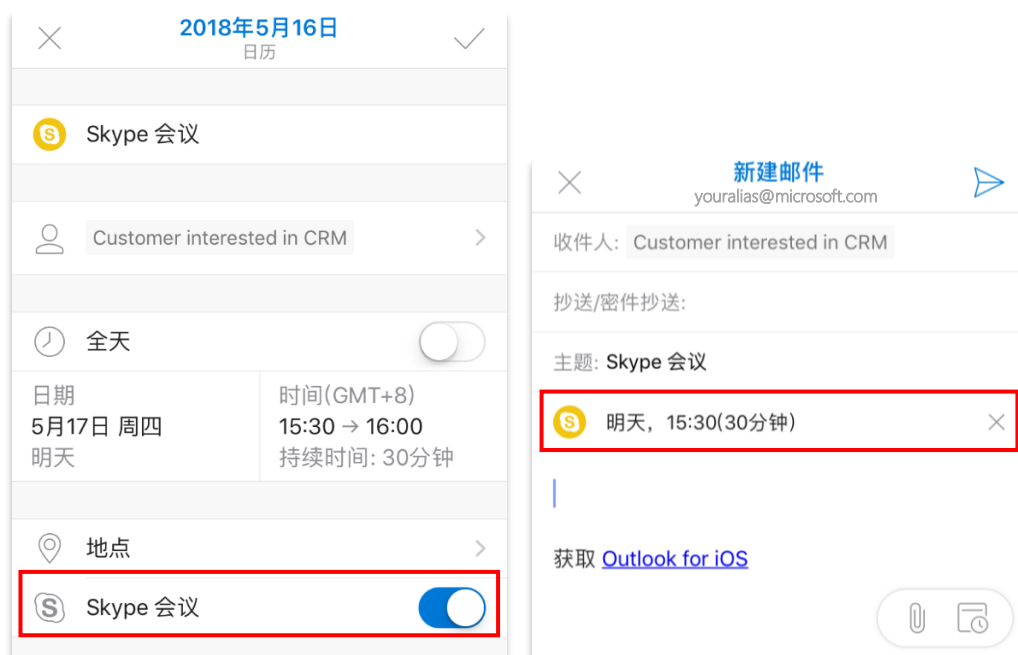 2018年5月16日
日历
Skype 会议
Customer interested in CRM
全天
日期
5月17日 周四
明天
时间(GMT+8)
15:30 → 16:00
持续时间: 30分钟
地点
Skype 会议
新建邮件
youralias@microsoft.com
收件人: Customer interested in CRM
抄送/密件抄送:
主题: Skype 会议
明天，15:30(30分钟)
获取 Outlook for iOS